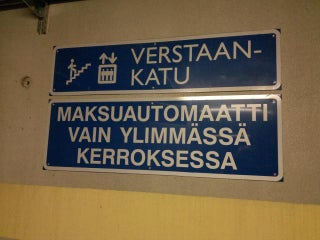 VERSTAAN-
KATU
MAKSUAUTOMAATTI
VAIN YLIMMÄSSÄ
KERROKSESSA